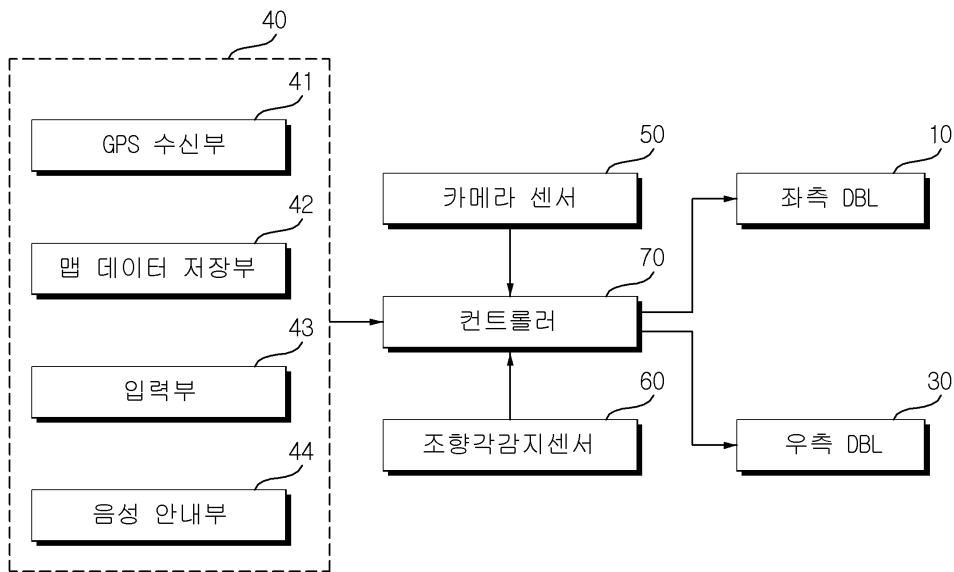 40
41
GPS 수신부
42
맵 데이터 저장부
43
입력부
44
음성 안내부
50
카메라 센서
70
컨트롤러
60
조향각감지센서
10
좌측 DBL
30
우측 DBL